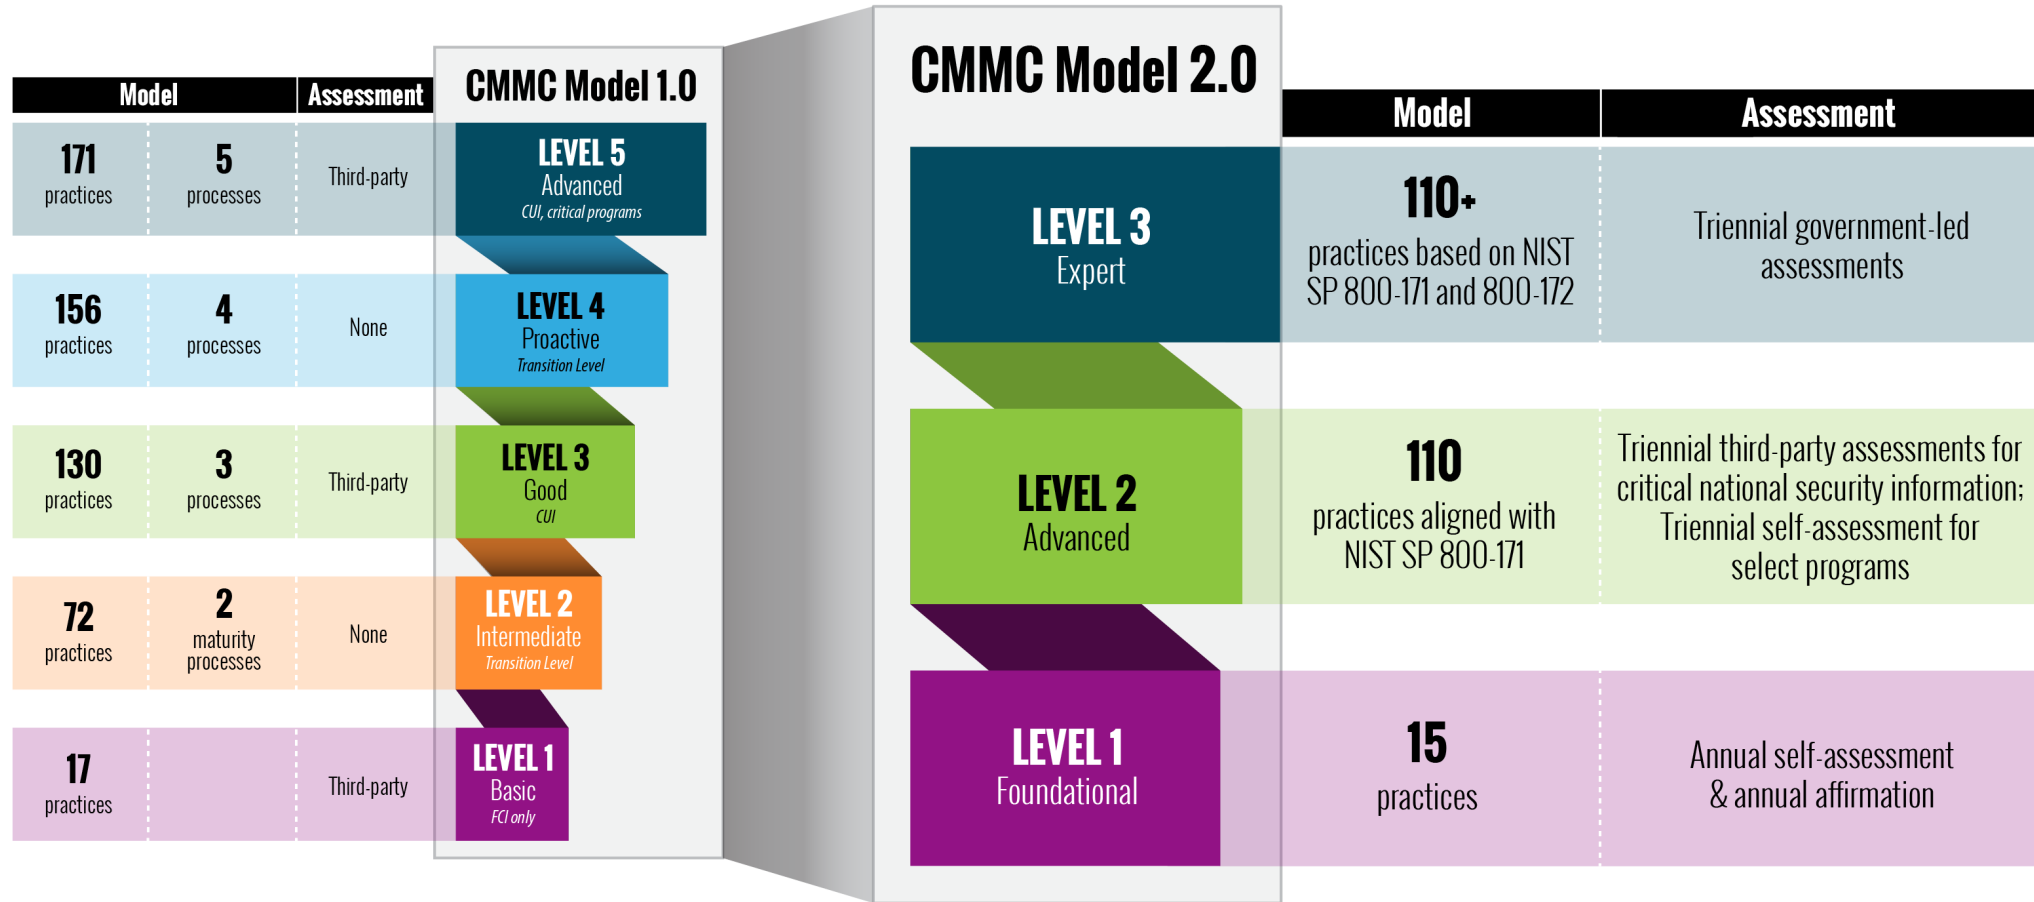 CMMC Model 1.0
Model
Assessment
171
practices
5
processes
Third-party
LEVEL 5
Advanced
CUI, critical programs
156
practices
4
processes
None
LEVEL 4
Proactive
Transition Level
130
practices
3
processes
Third-party
LEVEL 3
Good
CUI
72
practices
2
maturity
processes
None
LEVEL 2
Intermediate
Transition Level
17
practices
Third-party
LEVEL 1
Basic
FCI only
CMMC Model 2.0
Model
Assessment
LEVEL 3
Expert
110+
practices based on NIST
SP 800-171 and 800-172
Triennial government-led
assessments
LEVEL 2
Advanced
110
practices aligned with
NIST SP 800-171
Triennial third-party assessments for
critical national security information;
Triennial self-assessment for
select programs
LEVEL 1
Foundational
15
practices
Annual self-assessment
& annual affirmation